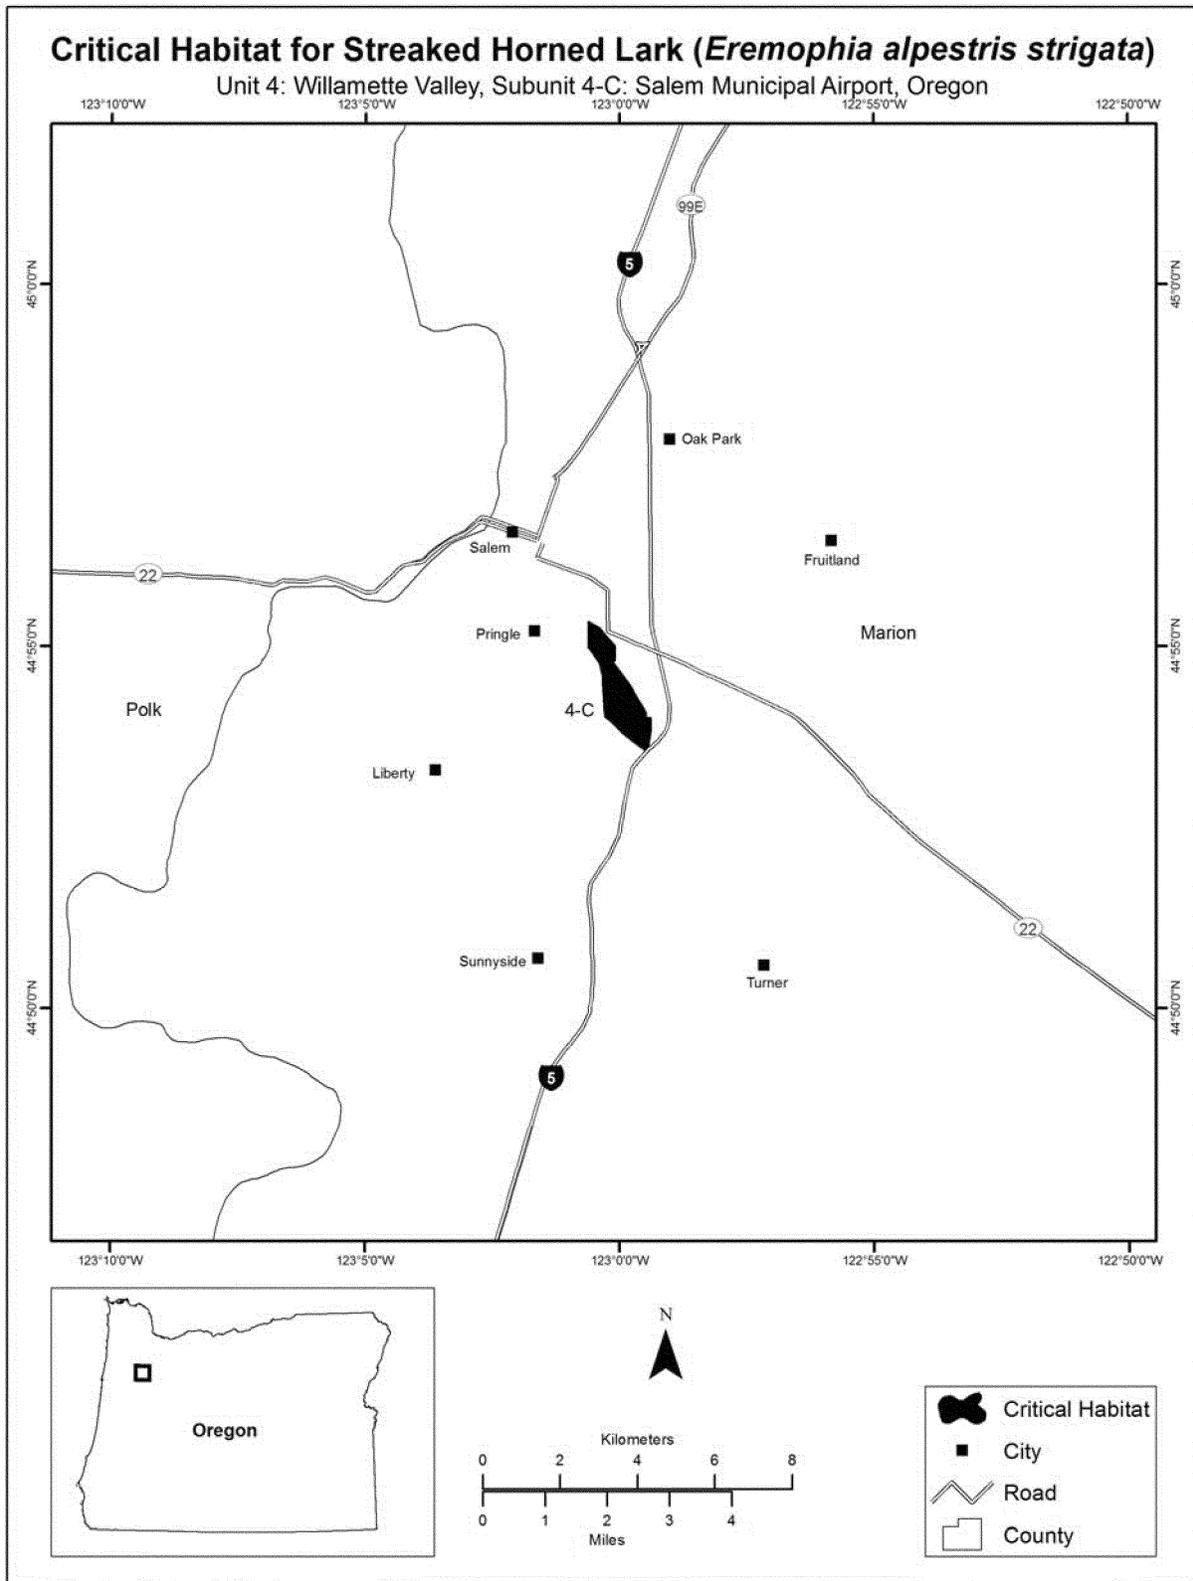 Critical Habitat for Streaked Horned Lark (Eremophia alpestris strigata)
Unit 4: Willamette Valley, Subunit 4-C: Salem Municipal Airport, Oregon
123°10'0"W 123°5'0"W 123°0'0"W 122°55'0"W 122°50'0"W
99E
5
45°0'0"N 45°0'0"N
Oak Park
Salem
Fruitland
22
Pringle
Marion
44°55'0"N 44°55'0"N
Polk
4-C
Liberty
22
Sunnyside
Turner
44°50'0"N 44°50'0"N
5
123°10'0"W 123°5'0"W 123°0'0"W 122°55'0"W 122°50'0"W
Oregon
N
Kilometers
0 2 4 6 8
0 1 2 3 4
Miles
Critical Habitat
City
Road
County